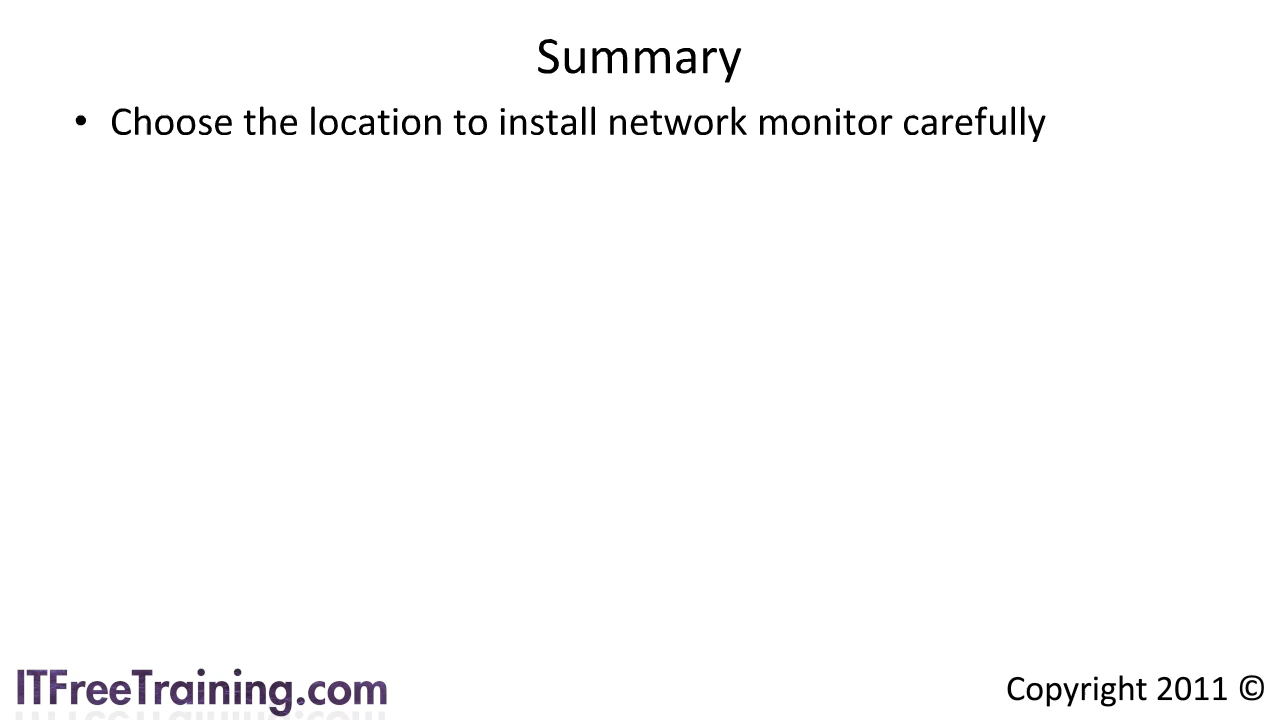 Summary
• Choose the location to install network monitor carefully
ITFreeTraining.com
Copyright 2011 ©